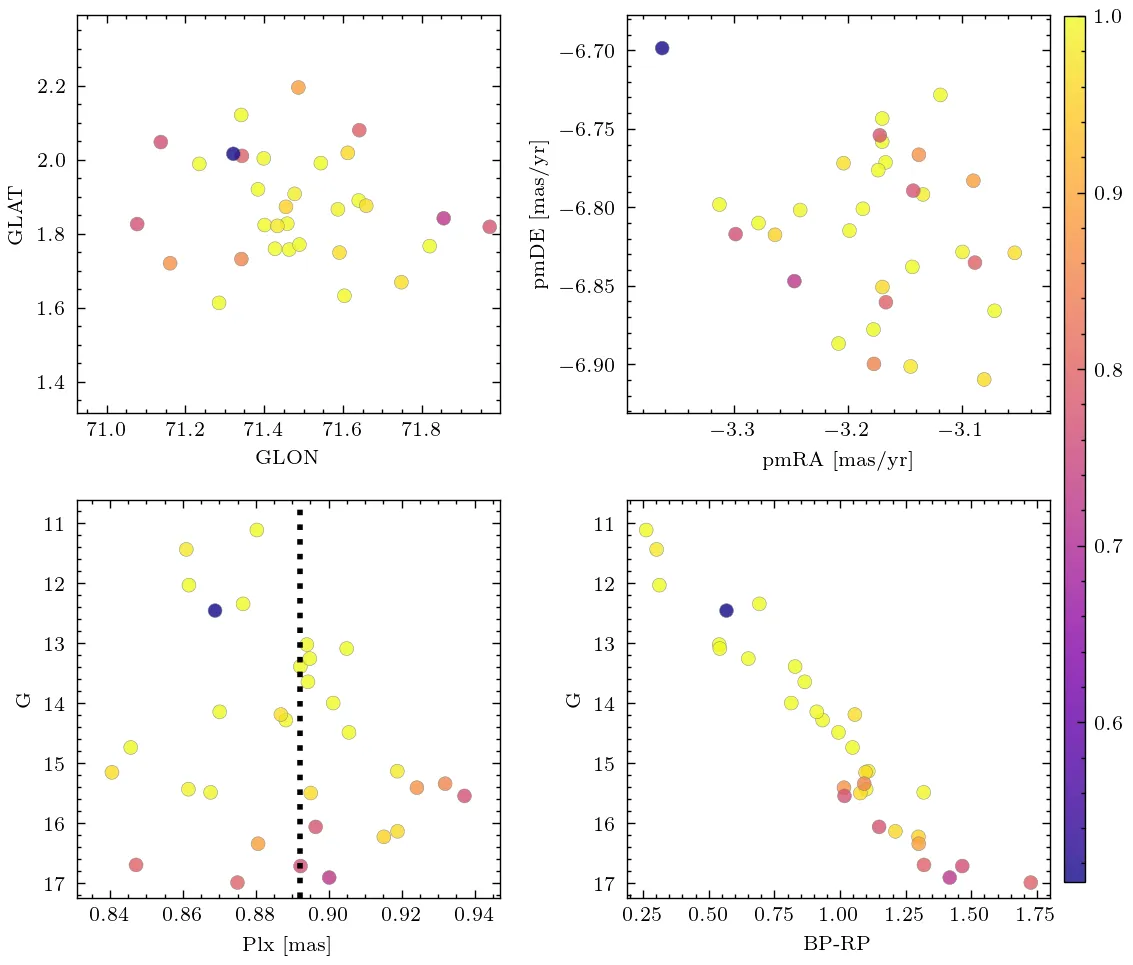 2.2
2.0
1.8
1.6
1.4
GLAT
71.0 71.2 71.4 71.6 71.8
GLON
−6.70
−6.75
−6.80
−6.85
−6.90
pmDE [mas/yr]
−3.3 −3.2 −3.1
pmRA [mas/yr]
1.0
0.9
0.8
0.7
0.6
11
12
13
14
15
16
17
G
0.84 0.86 0.88 0.90 0.92 0.94
Plx [mas]
11
12
13
14
15
16
17
G
0.25 0.50 0.75 1.00 1.25 1.50 1.75
BP-RP